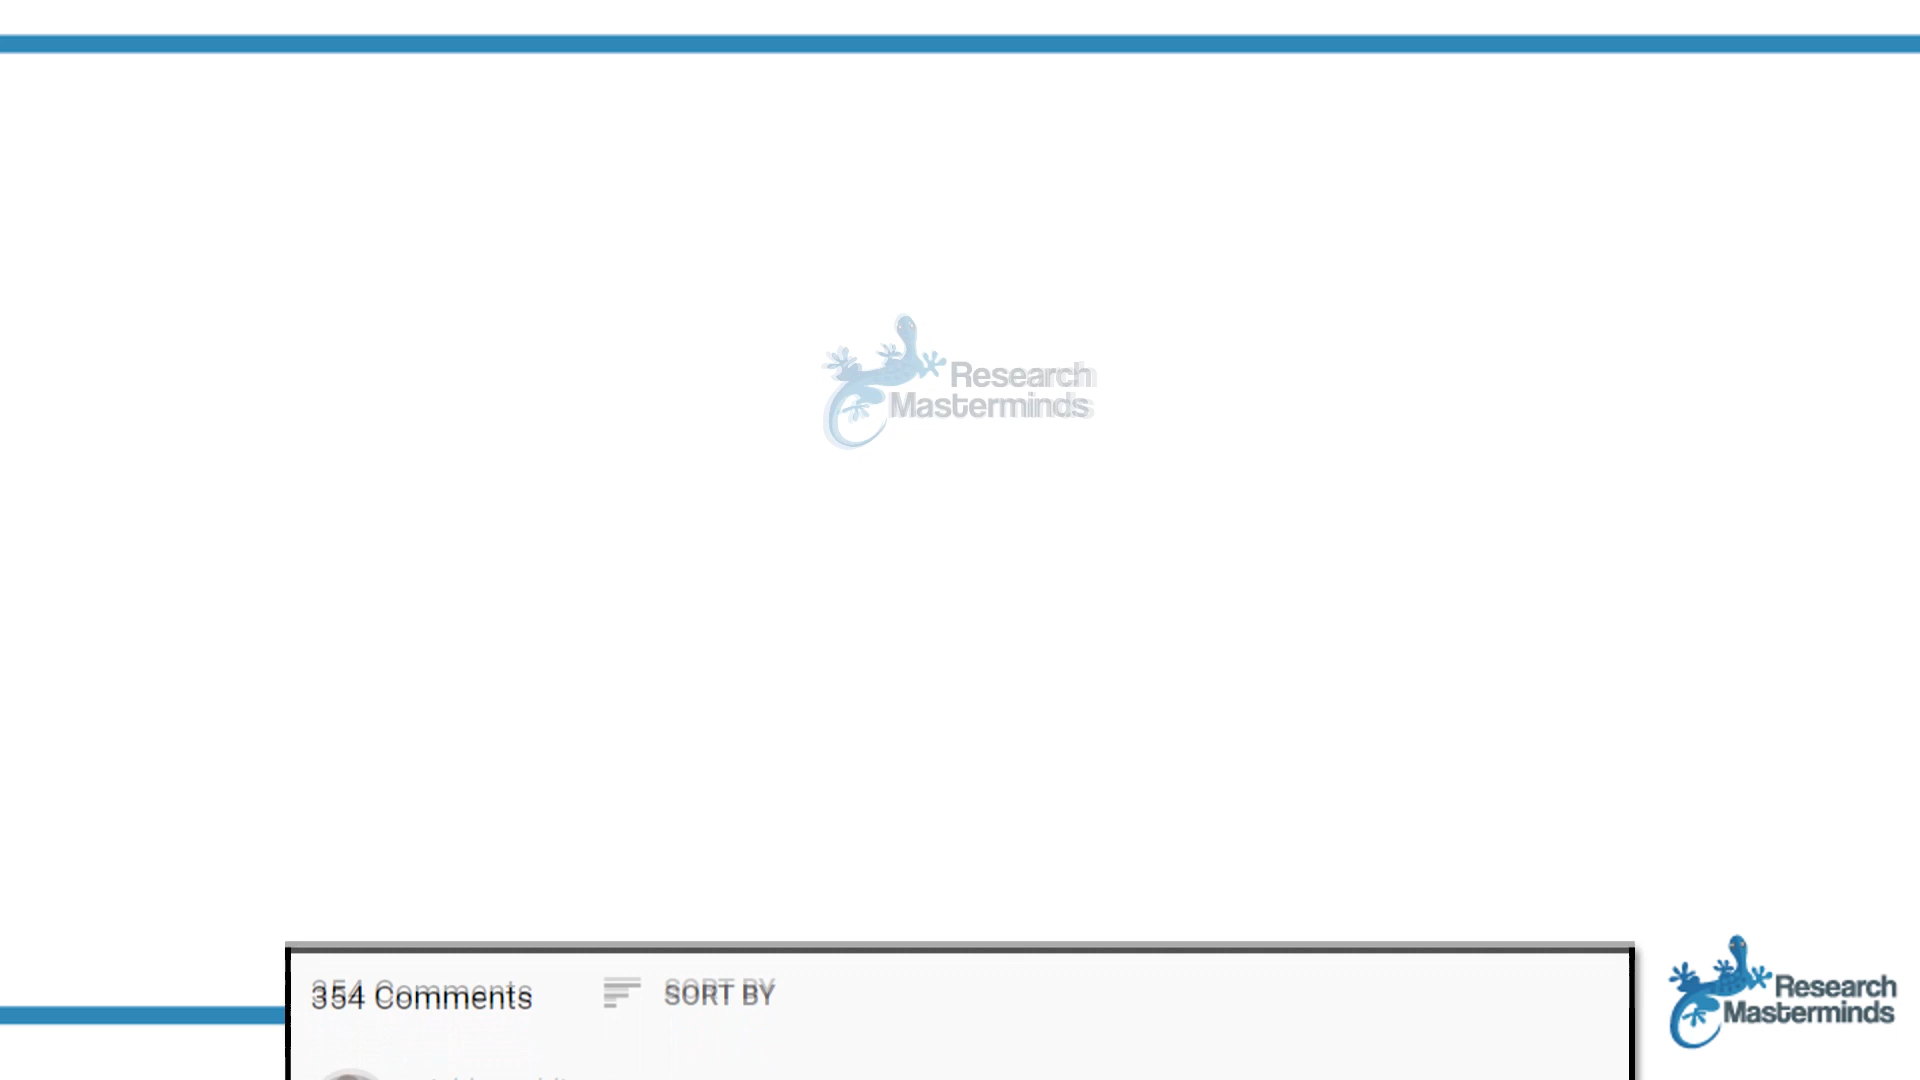 Research
Masterminds
354 Comments SORT BY
Research
Masterminds